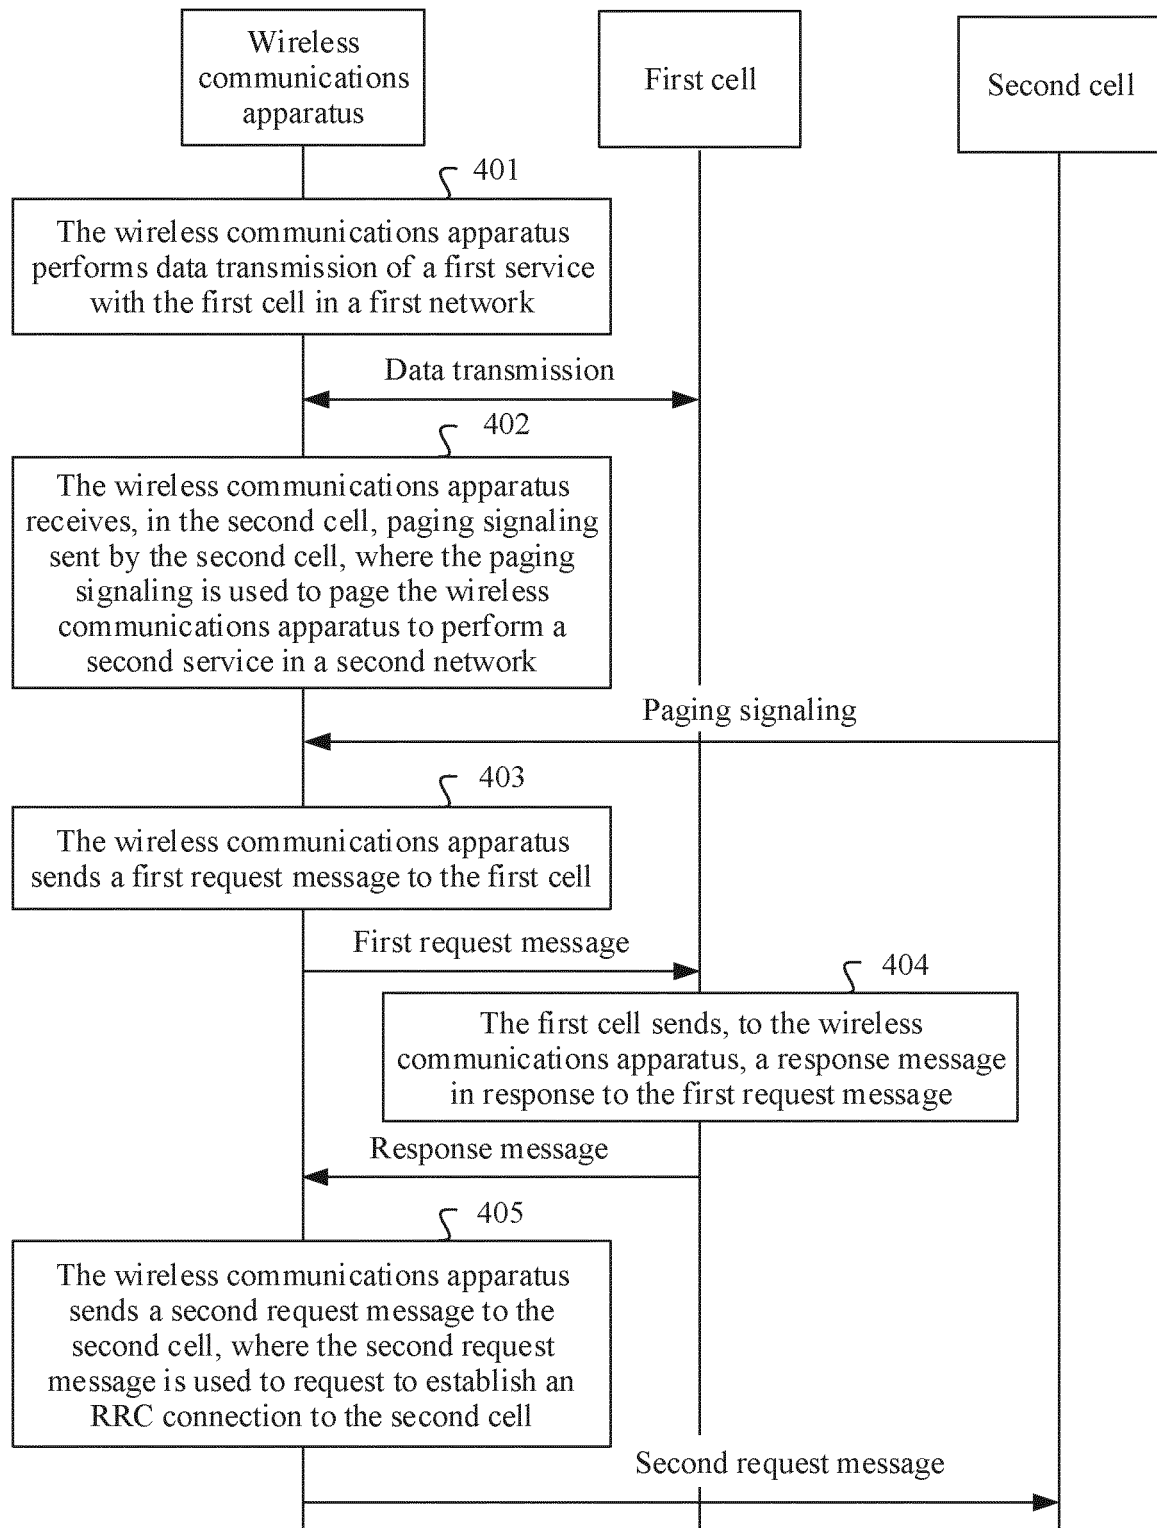 Wireless
communications
apparatus
First cell
Second cell
401
The wireless communications apparatus
performs data transmission of a first service
with the first cell in a first network
Data transmission
402
The wireless communications apparatus
receives, in the second cell, paging signaling
sent by the second cell, where the paging
signaling is used to page the wireless
communications apparatus to perform a
second service in a second network
Paging signaling
403
The wireless communications apparatus
sends a first request message to the first cell
First request message
404
The first cell sends, to the wireless
communications apparatus, a response message
in response to the first request message
Response message
405
The wireless communications apparatus
sends a second request message to the
second cell, where the second request
message is used to request to establish an
RRC connection to the second cell
Second request message